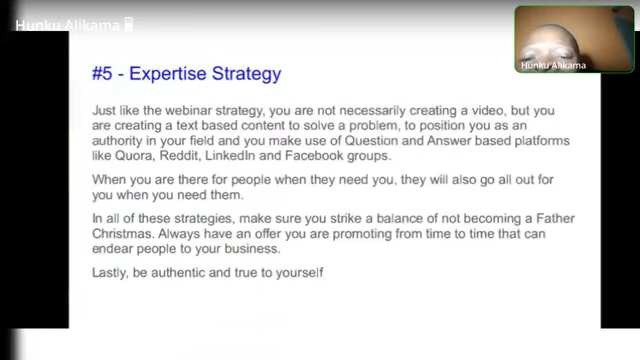 Hunku Alikama
Hunku Alikama
#5 - Expertise Strategy
Just like the webinar strategy, you are not necessarily creating a video, but you
are creating a text based content to solve a problem, to position you as an
authority in your field and you make use of Question and Answer based platforms
like Quora, Reddit, LinkedIn and Facebook groups.
When you are there for people when they need you, they will also go all out for
you when you need them.
In all of these strategies, make sure you strike a balance of not becoming a Father
Christmas. Always have an offer you are promoting from time to time that can
endear people to your business.
Lastly, be authentic and true to yourself